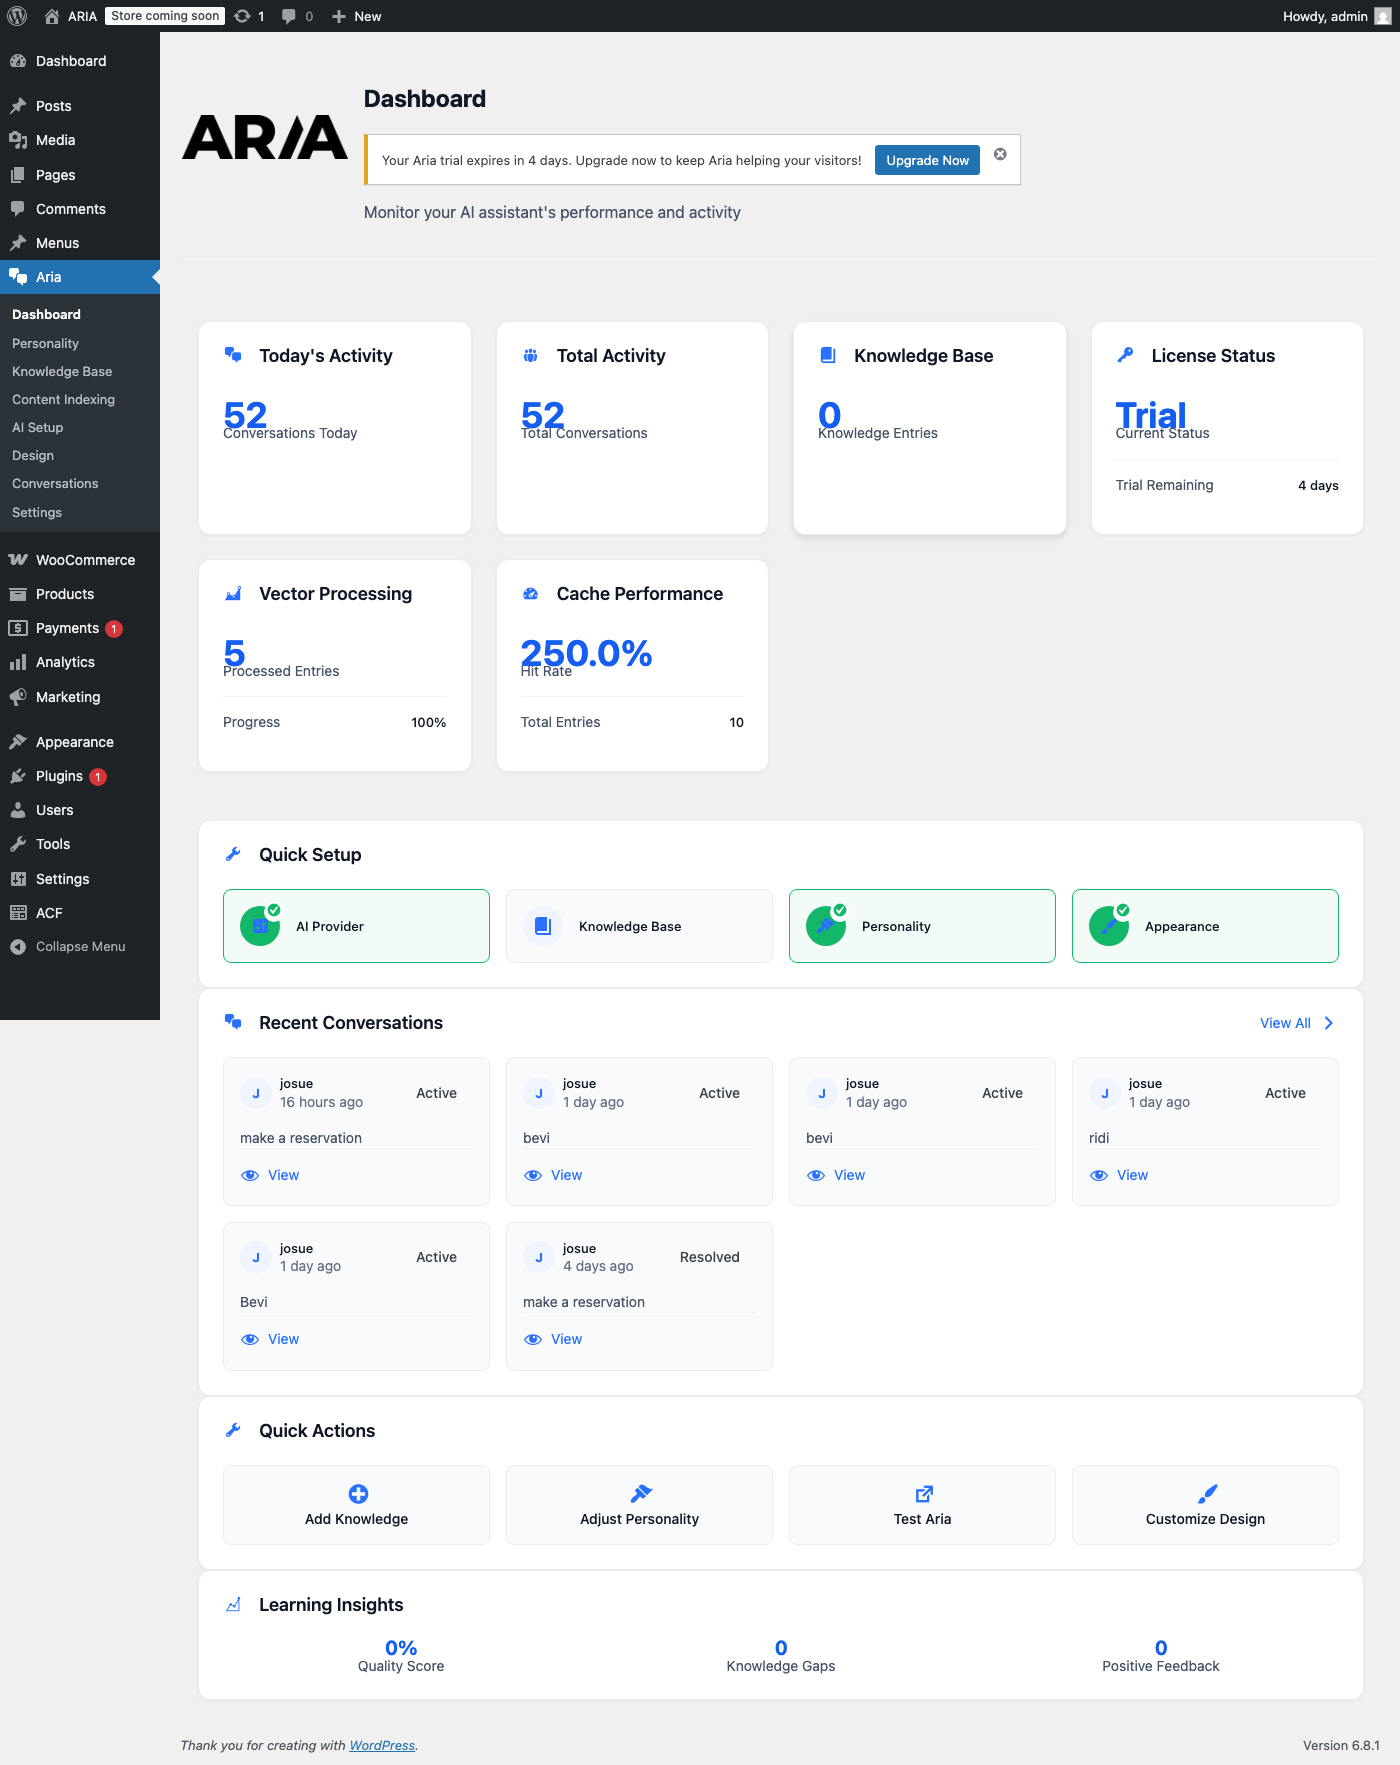 ARIA
Store coming soon
1
0
New
Howdy, admin
Dashboard
Posts
Media
Pages
Comments
Menus
Aria
Dashboard
Personality
Knowledge Base
Content Indexing
AI Setup
Design
Conversations
Settings
WooCommerce
Products
Payments 1
Analytics
Marketing
Appearance
Plugins 1
Users
Tools
Settings
ACF
Collapse Menu
ARIA
Dashboard
Your Aria trial expires in 4 days. Upgrade now to keep Aria helping your visitors!
Upgrade Now
Monitor your AI assistant's performance and activity
Today's Activity
52
Conversations Today
Total Activity
52
Total Conversations
Knowledge Base
0
Knowledge Entries
License Status
Trial
Current Status
Trial Remaining 4 days
Vector Processing
5
Processed Entries
Progress 100%
Cache Performance
250.0%
Hit Rate
Total Entries 10
Quick Setup
AI Provider
Knowledge Base
Personality
Appearance
Recent Conversations
View All
J
josue
16 hours ago
Active
make a reservation
View
J
josue
1 day ago
Active
bevi
View
J
josue
1 day ago
Active
bevi
View
J
josue
1 day ago
Active
ridi
View
J
josue
1 day ago
Active
Bevi
View
J
josue
4 days ago
Resolved
make a reservation
View
Quick Actions
Add Knowledge
Adjust Personality
Test Aria
Customize Design
Learning Insights
0%
Quality Score
0
Knowledge Gaps
0
Positive Feedback
Thank you for creating with WordPress.
Version 6.8.1